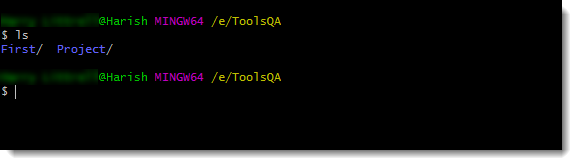 @Harish MINGW64 /e/ToolsQA
$ ls
First/  Project/
@Harish MINGW64 /e/ToolsQA
$